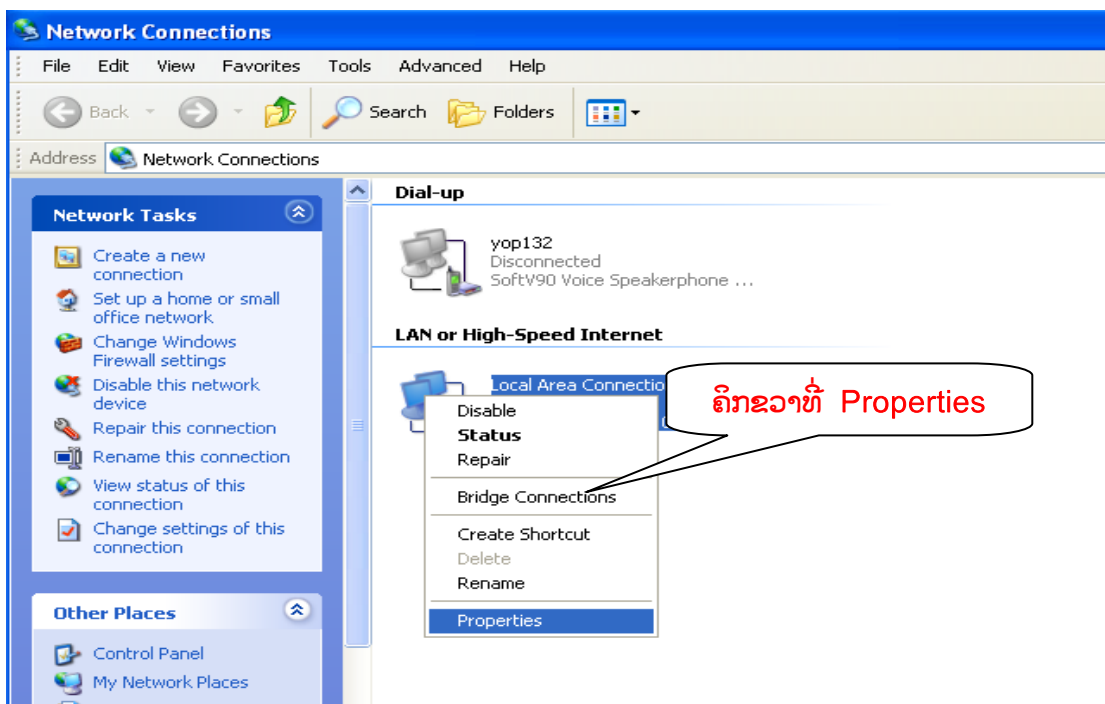 Network Connections
File Edit View Favorites Tools Advanced Help
Back Search Folders
Address Network Connections
Network Tasks
Create a new
connection
Set up a home or small
office network
Change Windows
Firewall settings
Disable this network
device
Repair this connection
Rename this connection
View status of this
connection
Change settings of this
connection
Other Places
Control Panel
My Network Places
Dial-up
yop132
Disconnected
SoftV90 Voice Speakerphone ...
LAN or High-Speed Internet
Local Area Connectio
ຄິກຂວາທີ່ Properties
Disable
Status
Repair
Bridge Connections
Create Shortcut
Delete
Rename
Properties